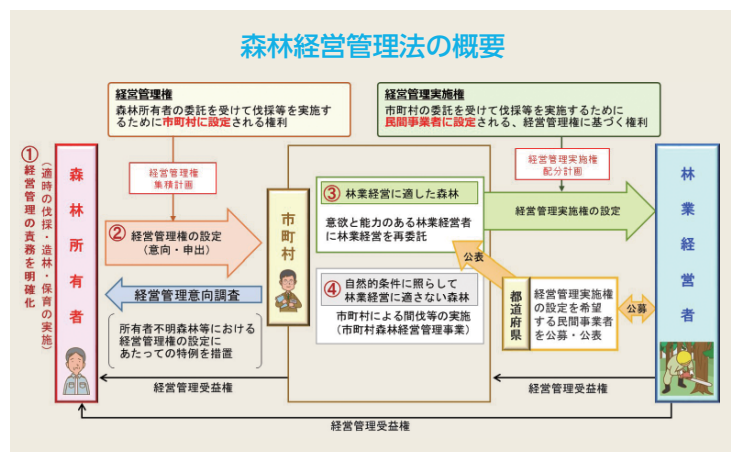 森林経営管理法の概要
経営管理権
森林所有者の委託を受けて伐採等を実施す
るために市町村に設定される権利
経営管理実施権
市町村の委託を受けて伐採等を実施するために
民間事業者に設定される、経営管理権に基づく権利
①経営管理の責務を明確化
（適時の伐採・造林・保育の実施）
森林所有者
経営管理権
集積計画
②経営管理権の設定
（意向・申出）
経営管理意向調査
所有者不明森林等における
経営管理権の設定に
あたっての特例を措置
市町村
③林業経営に適した森林
意欲と能力のある林業経営者
に林業経営を再委託
④自然的条件に照らして
林業経営に適さない森林
市町村による間伐等の実施
（市町村森林経営管理事業）
経営管理実施権
配分計画
経営管理実施権の設定
公表
都道府県
経営管理実施権
の設定を希望
する民間事業者
を公募・公表
公募
林業経営者
経営管理受益権
経営管理受益権
経営管理受益権